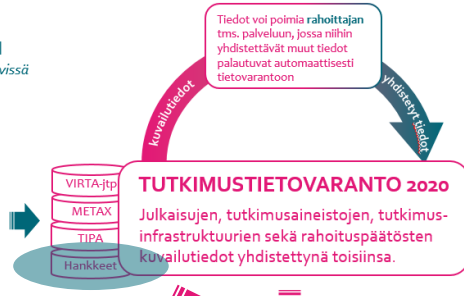 Tiedot voi poimia rahoittajan
tms. palveluun, jossa niihin
yhdistettävät muut tiedot
palautuvat automaattisesti
tietovarantoon
vissä
kuvailutiedot
yhdistetyt tiedot
VIRTA-jtp
METAX
TIPA
Hankkeet
TUTKIMUSTIETOVARANTO 2020
Julkaisujen, tutkimusaineistojen, tutkimus-
infrastruktuurien sekä rahoituspäätösten
kuvailutiedot yhdistettynä toisiinsa.